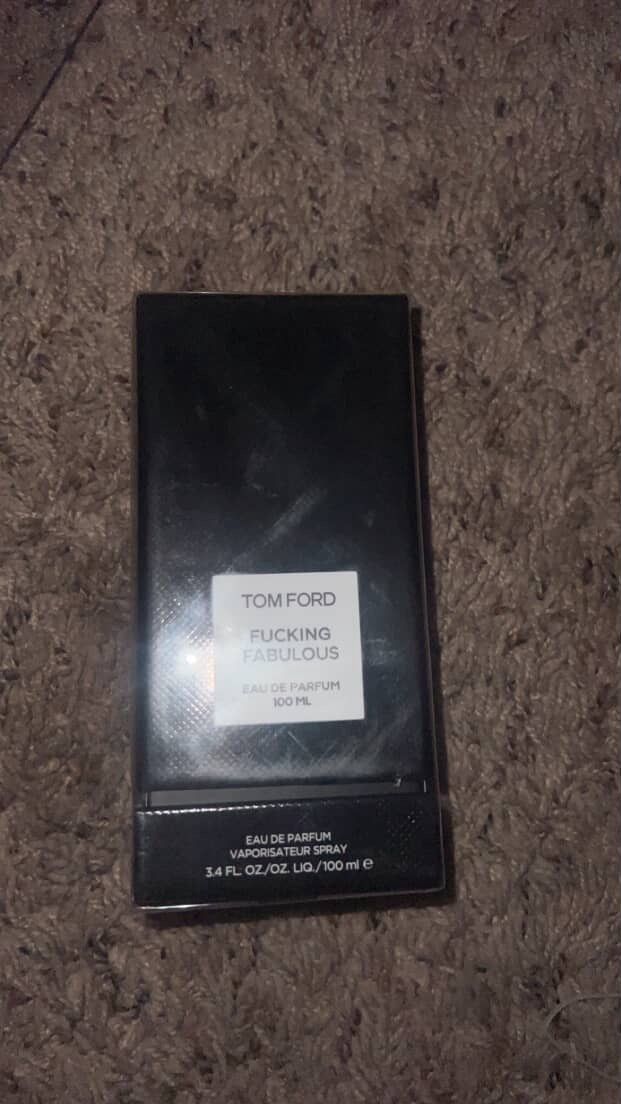 TOM FORD
FUCKING
FABULOUS
EAU DE PARFUM
100 ML
EAU DE PARFUM
VAPORISATEUR SPRAY
3.4 FL. OZ./OZ. LIQ./100 ml ℮